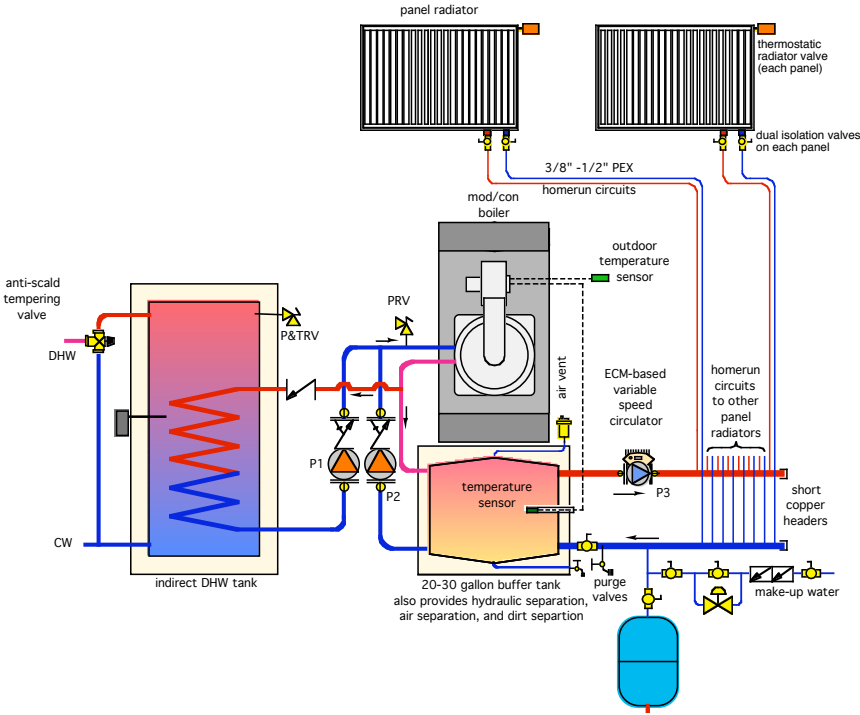 panel radiator
thermostatic
radiator valve
(each panel)
dual isolation valves
on each panel
3/8" -1/2" PEX
homerun circuits
mod/con
boiler
outdoor
temperature
sensor
anti-scald
tempering
valve
PRV
P&TRV
DHW
air vent
ECM-based
variable
speed
circulator
homerun
circuits
to other
panel
radiators
P1
P2
temperature
sensor
P3
short
copper
headers
CW
indirect DHW tank
20-30 gallon buffer tank
also provides hydraulic separation,
air separation, and dirt separtion
purge
valves
make-up water